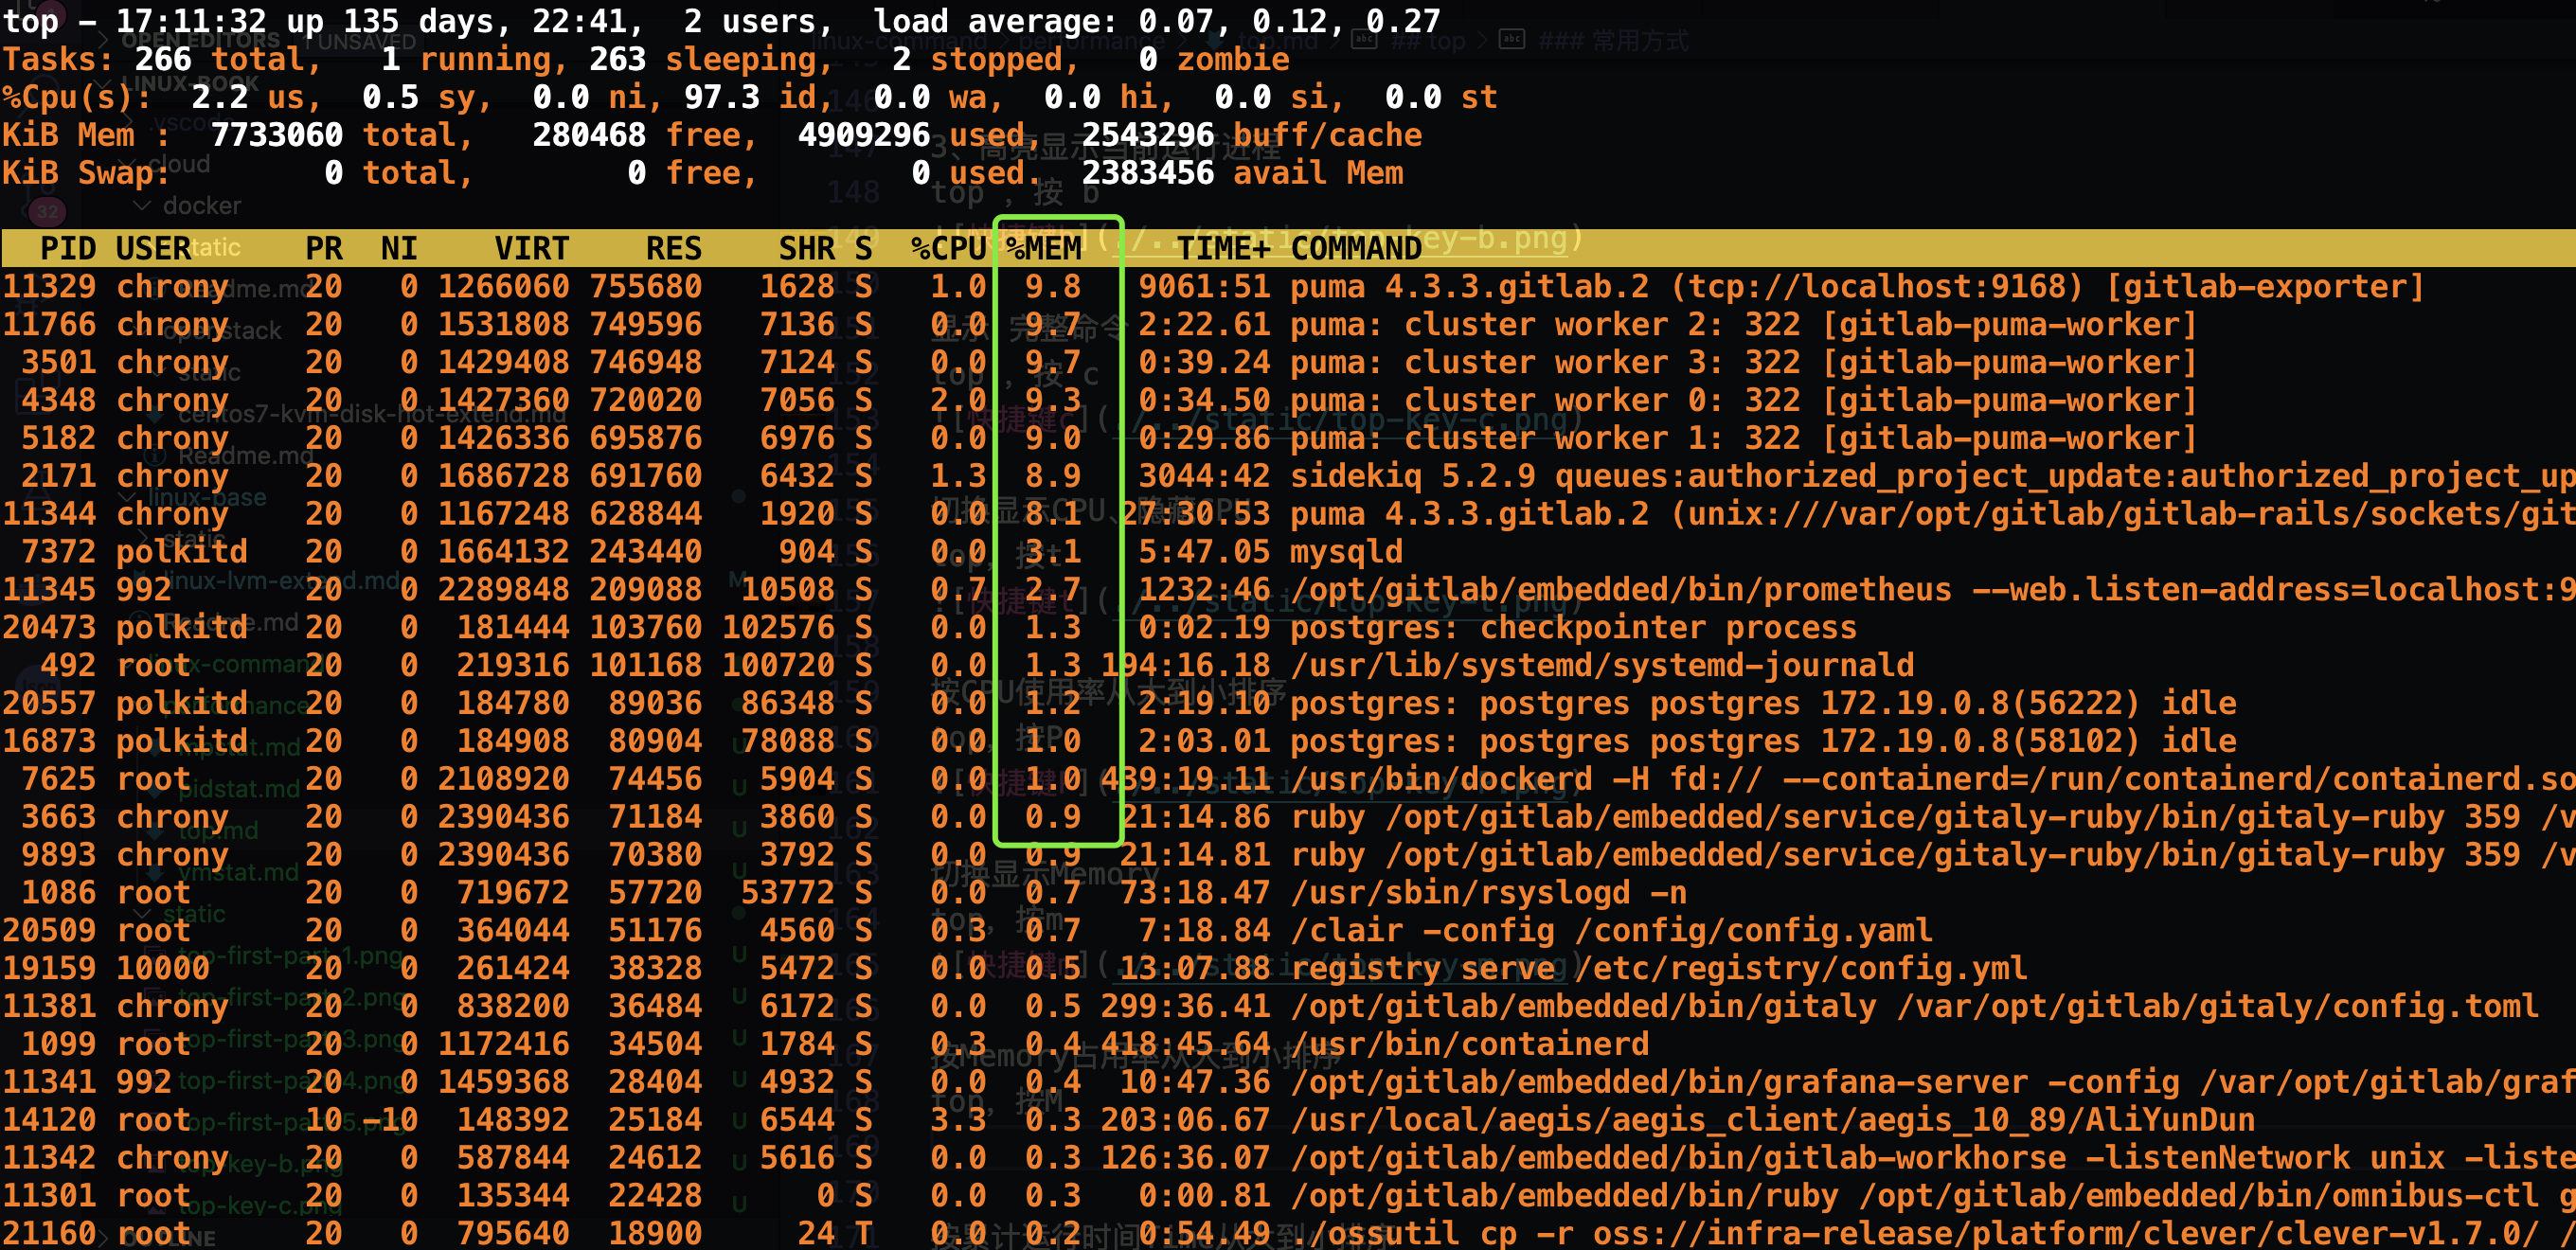 top - 17:11:32 up 135 days, 22:41,  2 users,  load average: 0.07, 0.12, 0.27
Tasks: 266 total,   1 running, 263 sleeping,   2 stopped,   0 zombie
%Cpu(s):  2.2 us,  0.5 sy,  0.0 ni, 97.3 id,  0.0 wa,  0.0 hi,  0.0 si,  0.0 st
KiB Mem :  7733060 total,   280468 free,  4909296 used,  2543296 buff/cache
KiB Swap:        0 total,        0 free,        0 used.  2383456 avail Mem
PID USER PR NI VIRT RES SHR S %CPU %MEM TIME+ COMMAND
11329 chrony 20 0 1266060 755680 1628 S 1.0 9.8 9061:51 puma 4.3.3.gitlab.2 (tcp://localhost:9168) [gitlab-exporter]
11766 chrony 20 0 1531808 749596 7136 S 0.0 9.7 2:22.61 puma: cluster worker 2: 322 [gitlab-puma-worker]
3501 chrony 20 0 1429408 746948 7124 S 0.0 9.7 0:39.24 puma: cluster worker 3: 322 [gitlab-puma-worker]
4348 chrony 20 0 1427360 720020 7056 S 2.0 9.3 0:34.50 puma: cluster worker 0: 322 [gitlab-puma-worker]
5182 chrony 20 0 1426336 695876 6976 S 0.0 9.0 0:29.86 puma: cluster worker 1: 322 [gitlab-puma-worker]
2171 chrony 20 0 1686728 691760 6432 S 1.3 8.9 3044:42 sidekiq 5.2.9 queues:authorized_project_update:authorized_project_up
11344 chrony 20 0 1167248 628844 1920 S 0.0 8.1 27:30.53 puma 4.3.3.gitlab.2 (unix:///var/opt/gitlab/gitlab-rails/sockets/git
7372 polkitd 20 0 1664132 243440 904 S 0.0 3.1 5:47.05 mysqld
11345 992 20 0 2289848 209088 10508 S 0.7 2.7 1232:46 /opt/gitlab/embedded/bin/prometheus --web.listen-address=localhost:9
20473 polkitd 20 0 181444 103760 102576 S 0.0 1.3 0:02.19 postgres: checkpointer process
492 root 20 0 219316 101168 100720 S 0.0 1.3 194:16.18 /usr/lib/systemd/systemd-journald
20557 polkitd 20 0 184780 89036 86348 S 0.0 1.2 2:19.10 postgres: postgres postgres 172.19.0.8(56222) idle
16873 polkitd 20 0 184908 80904 78088 S 0.0 1.0 2:03.01 postgres: postgres postgres 172.19.0.8(58102) idle
7625 root 20 0 2108920 74456 5904 S 0.0 1.0 439:19.11 /usr/bin/dockerd -H fd:// --containerd=/run/containerd/containerd.so
3663 chrony 20 0 2390436 71184 3860 S 0.0 0.9 21:14.86 ruby /opt/gitlab/embedded/service/gitaly-ruby/bin/gitaly-ruby 359 /v
9893 chrony 20 0 2390436 70380 3792 S 0.0 0.9 21:14.81 ruby /opt/gitlab/embedded/service/gitaly-ruby/bin/gitaly-ruby 359 /v
1086 root 20 0 719672 57720 53772 S 0.0 0.7 73:18.47 /usr/sbin/rsyslogd -n
20509 root 20 0 364044 51176 4560 S 0.3 0.7 7:18.84 /clair -config /config/config.yaml
19159 10000 20 0 261424 38328 5472 S 0.0 0.5 13:07.88 registry serve /etc/registry/config.yml
11381 chrony 20 0 838200 36484 6172 S 0.0 0.5 299:36.41 /opt/gitlab/embedded/bin/gitaly /var/opt/gitlab/gitaly/config.toml
1099 root 20 0 1172416 34504 1784 S 0.3 0.4 418:45.64 /usr/bin/containerd
11341 992 20 0 1459368 28404 4932 S 0.0 0.4 10:47.36 /opt/gitlab/embedded/bin/grafana-server -config /var/opt/gitlab/graf
14120 root 10 -10 148392 25184 6544 S 3.3 0.3 203:06.67 /usr/local/aegis/aegis_client/aegis_10_89/AliYunDun
11342 chrony 20 0 587844 24612 5616 S 0.0 0.3 126:36.07 /opt/gitlab/embedded/bin/gitlab-workhorse -listenNetwork unix -liste
11301 root 20 0 135344 22428 0 S 0.0 0.3 0:00.81 /opt/gitlab/embedded/bin/ruby /opt/gitlab/embedded/bin/omnibus-ctl g
21160 root 20 0 795640 18900 24 T 0.0 0.2 0:54.49 ./ossutil cp -r oss://infra-release/platform/clever/clever-v1.7.0/ /